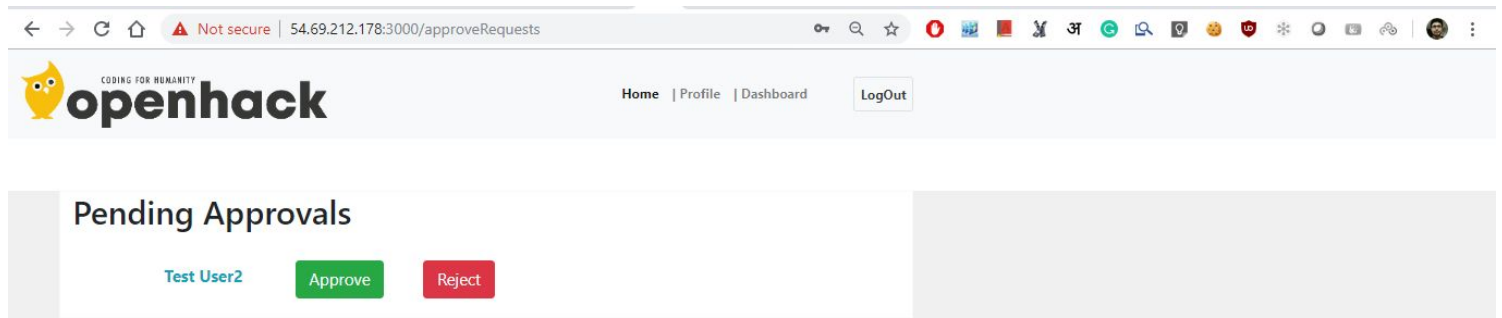 Not secure | 54.69.212.178:3000/approveRequests
CODING FOR HUMANITY
openhack
Home | Profile | Dashboard LogOut
Pending Approvals
Test User2 Approve Reject